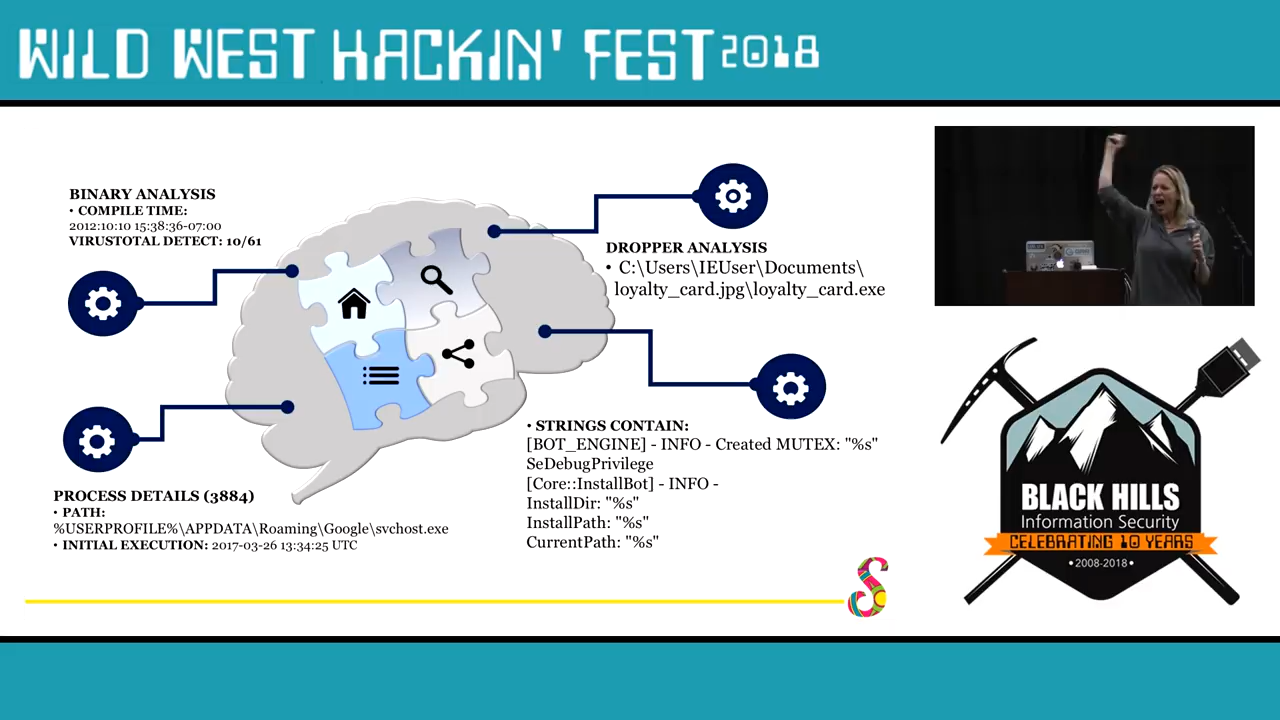 WILD WEST HACKIN' FEST 2018
BINARY ANALYSIS
• COMPILE TIME:
2012:10:10 15:38:36-07:00
VIRUSTOTAL DETECT: 10/61
DROPPER ANALYSIS
• C:\Users\IEUser\Documents\
loyalty_card.jpg\loyalty_card.exe
• STRINGS CONTAIN:
[BOT_ENGINE] - INFO - Created MUTEX: "%s"
SeDebugPrivilege
[Core::InstallBot] - INFO -
InstallDir: "%s"
InstallPath: "%s"
CurrentPath: "%s"
PROCESS DETAILS (3884)
• PATH:
%USERPROFILE%\APPDATA\Roaming\Google\svchost.exe
• INITIAL EXECUTION: 2017-03-26 13:34:25 UTC
S
BLACK HILLS
Information Security
CELEBRATING 10 YEARS
•2008-2018•